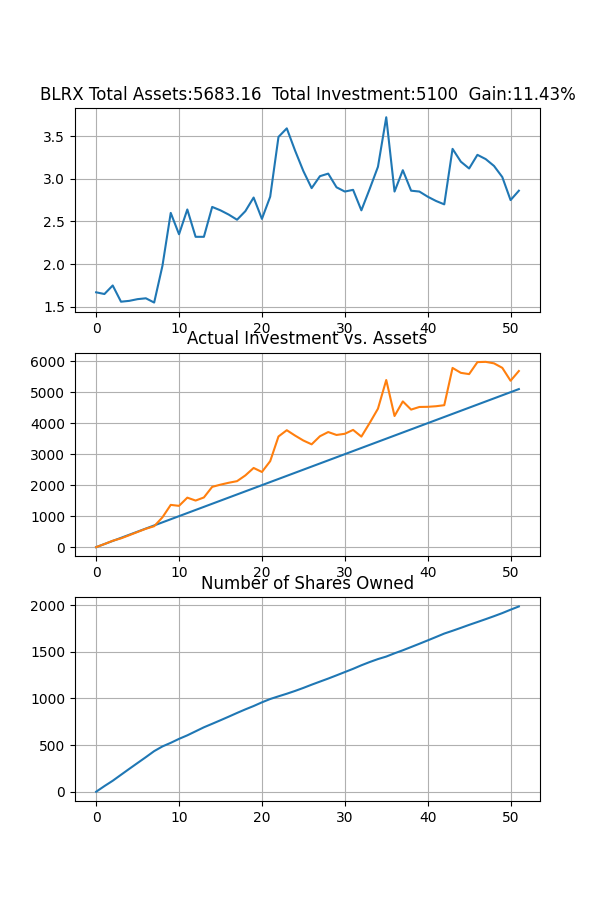 BLRX Total Assets:5683.16  Total Investment:5100  Gain:11.43%
3.5
3.0
2.5
2.0
1.5
0 10 20 30 40 50
Actual Investment vs. Assets
6000
5000
4000
3000
2000
1000
0
0 10 20 30 40 50
Number of Shares Owned
2000
1500
1000
500
0
0 10 20 30 40 50